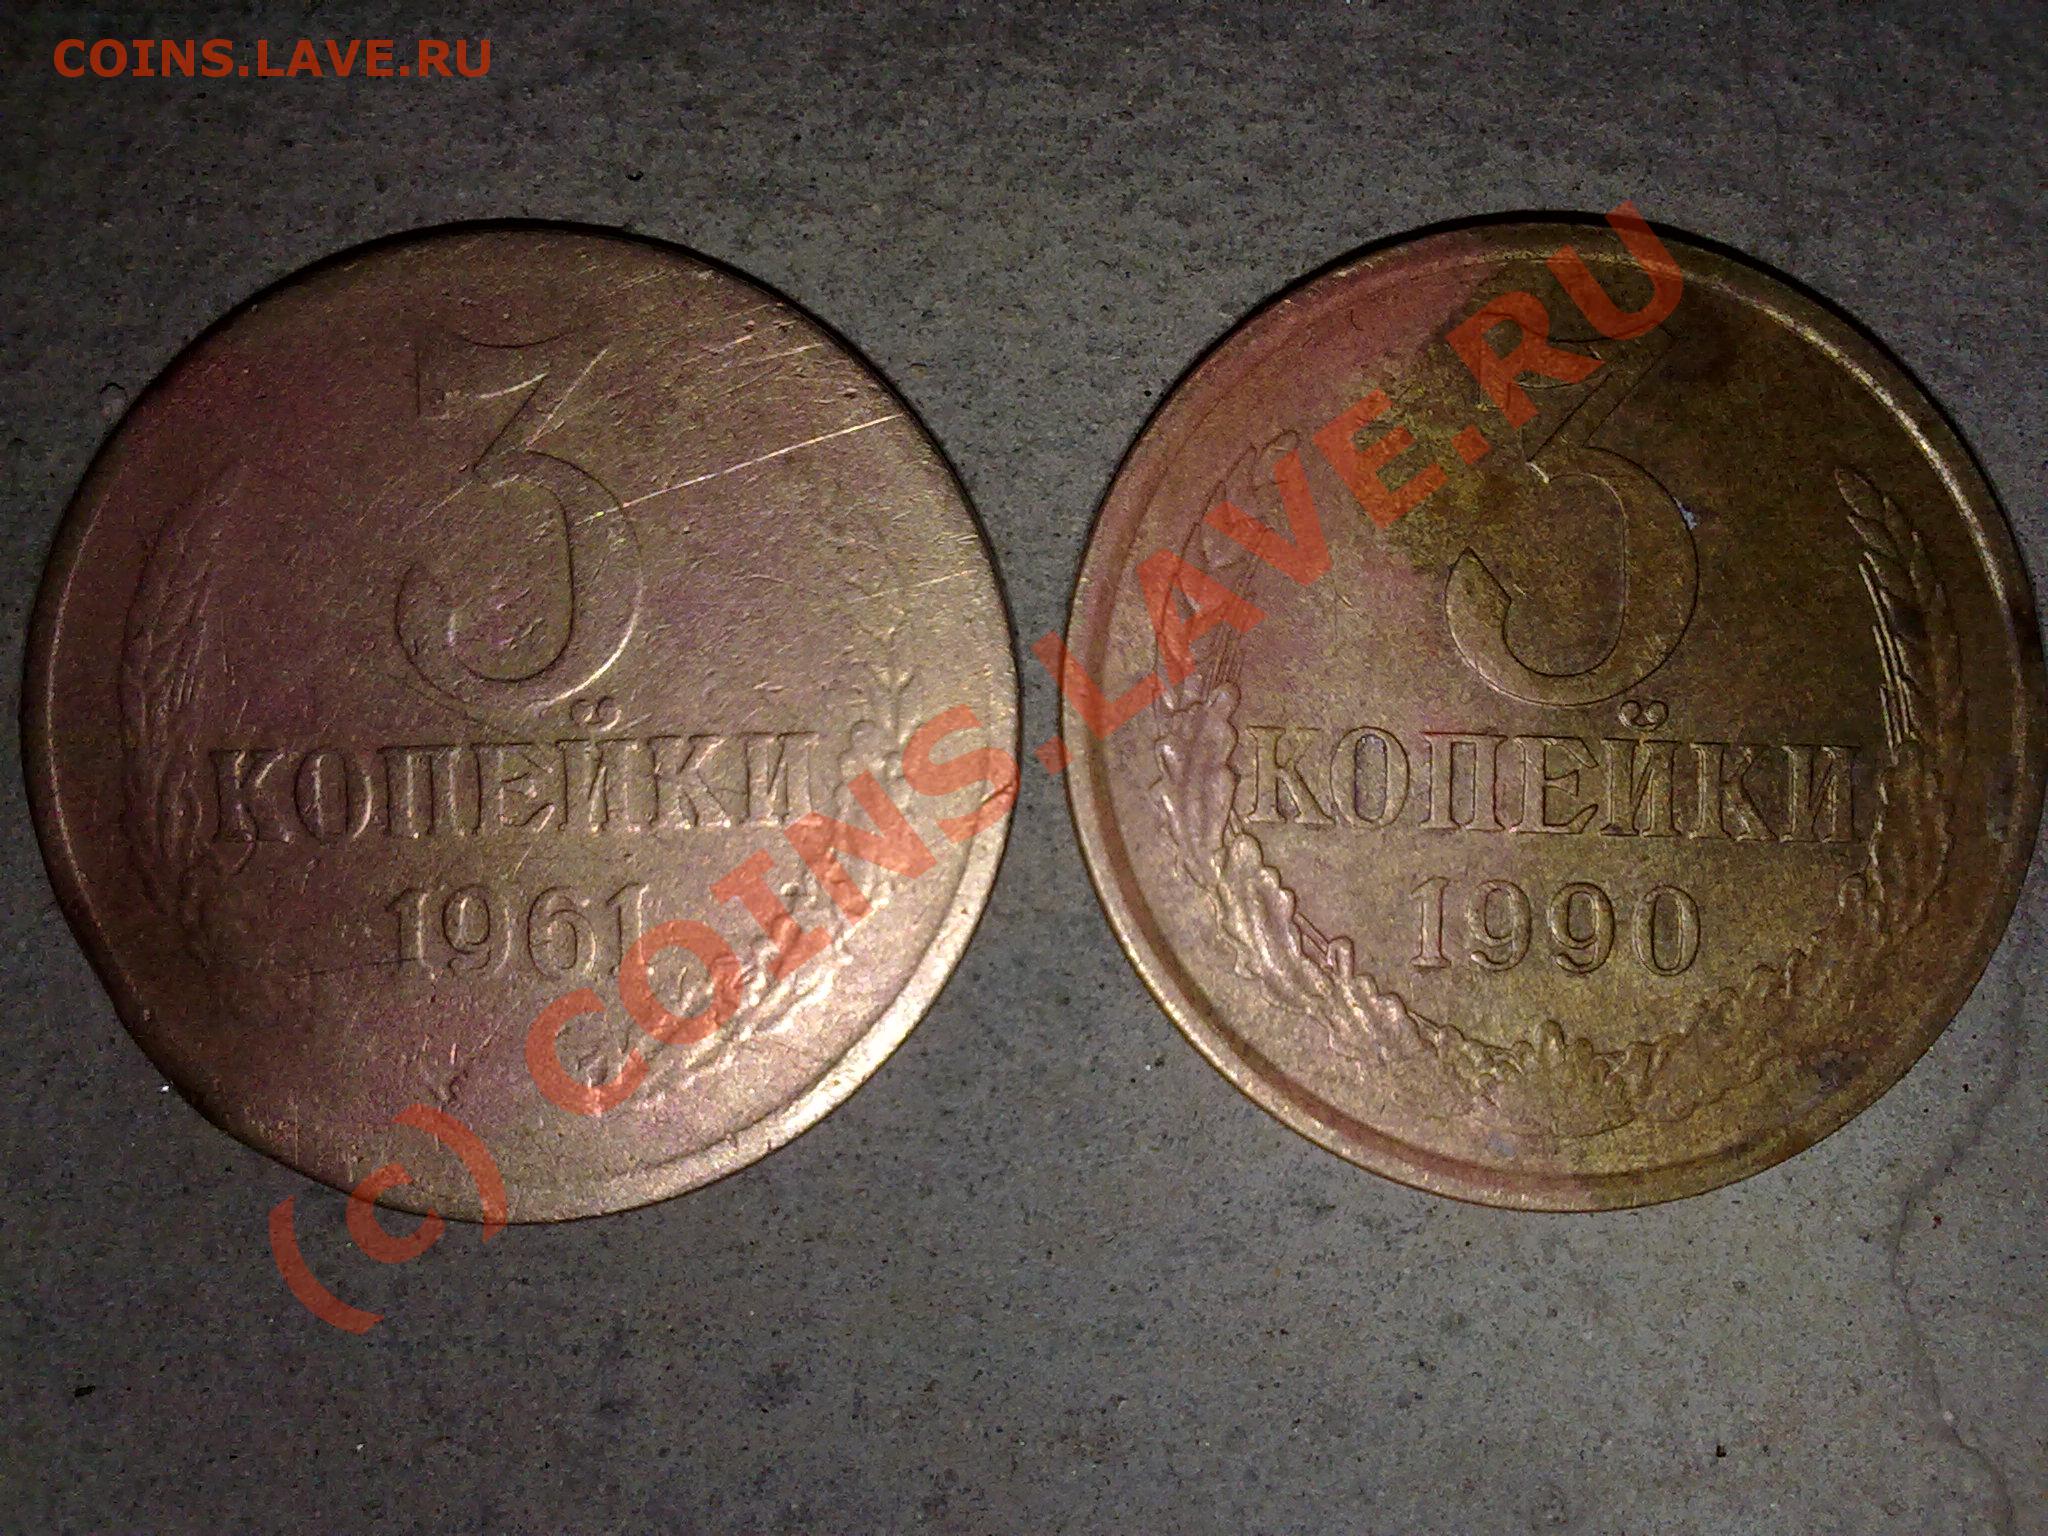 COINS.LAVE.RU
3
КОПЕЙКИ
1961
3
КОПЕЙКИ
1990
(c) COINS.LAVE.RU